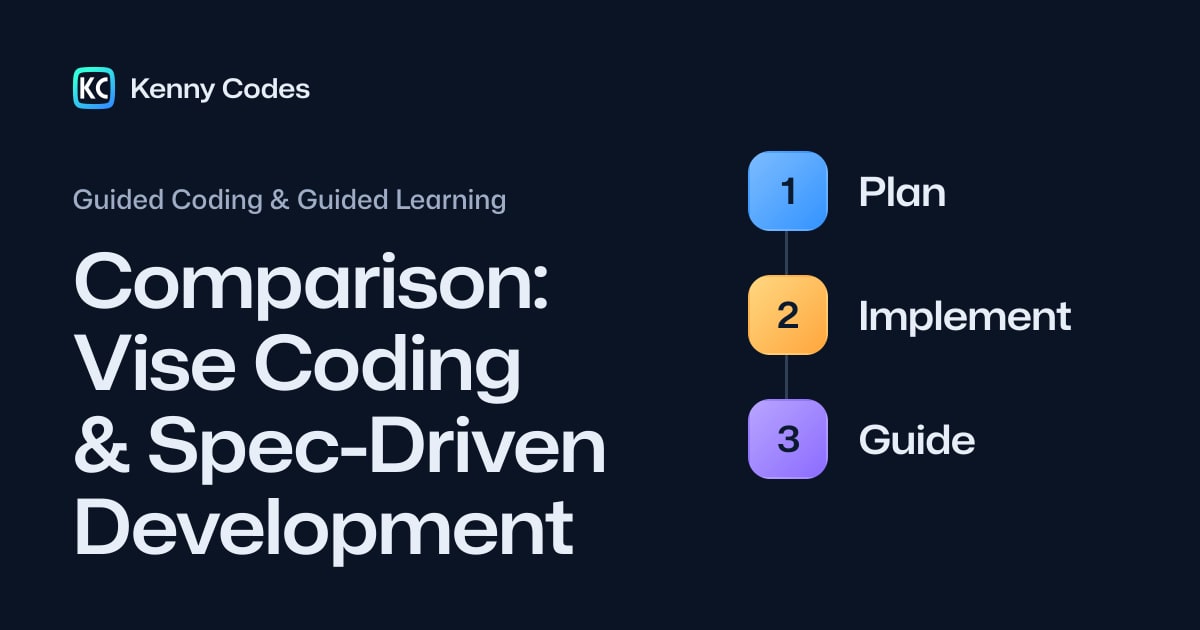 KC Kenny Codes
Guided Coding & Guided Learning
Comparison:
Vise Coding
& Spec-Driven
Development
1 Plan
2 Implement
3 Guide